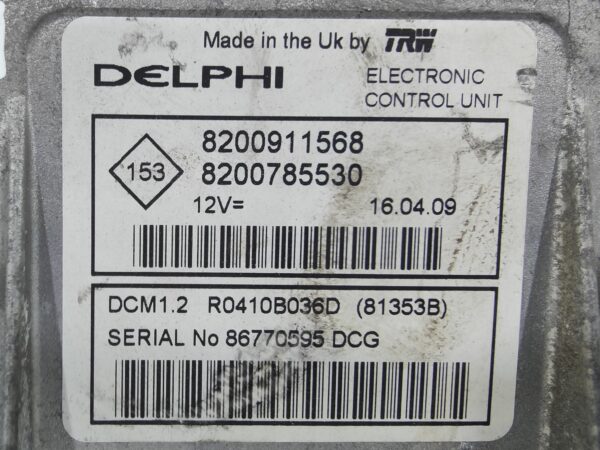 Made in the Uk by TRW
DELPHI ELECTRONIC
CONTROL UNIT
8200911568
153 8200785530
12V= 16.04.09
DCM1.2 R0410B036D (81353B)
SERIAL No 86770595 DCG